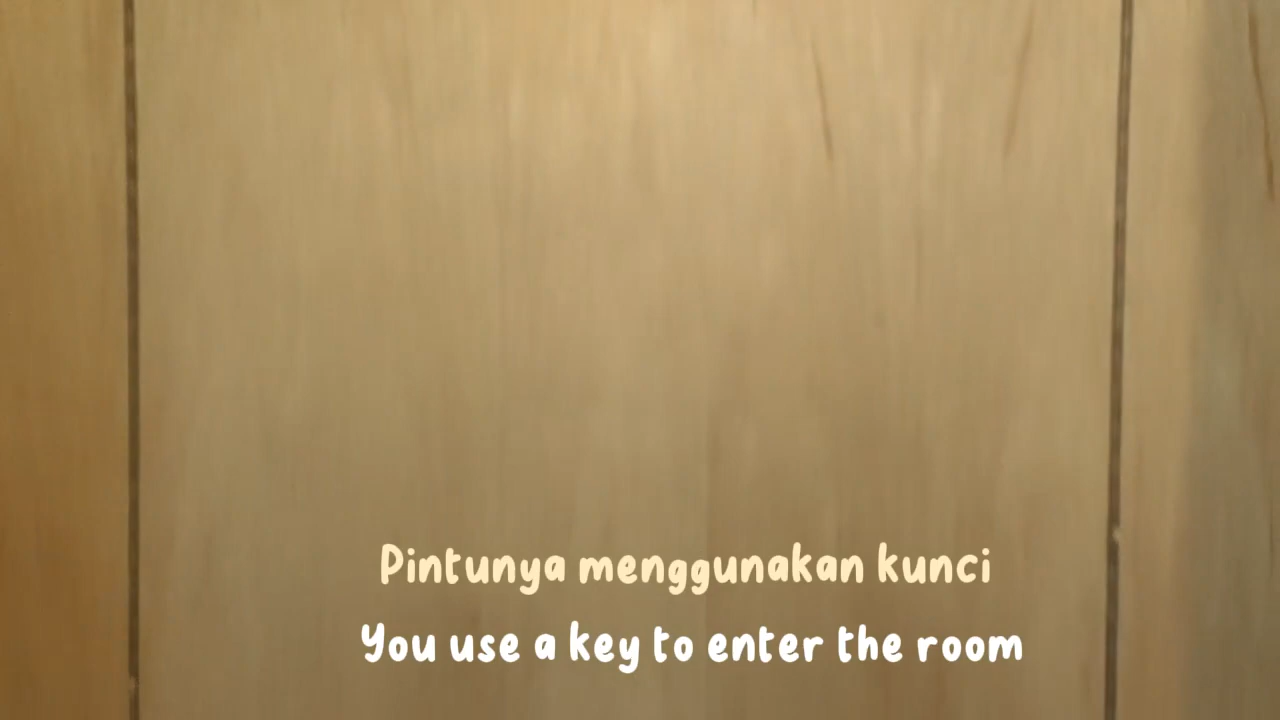 Pintunya menggunakan kunci
You use a key to enter the room